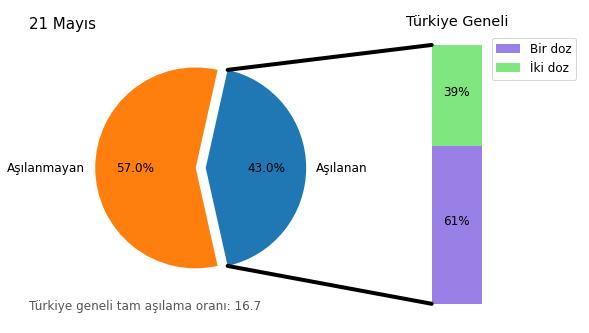 21 Mayıs
Türkiye Geneli
Bir doz
İki doz
39%
Aşılanmayan
57.0%
43.0%
Aşılanan
61%
Türkiye geneli tam aşılama oranı: 16.7